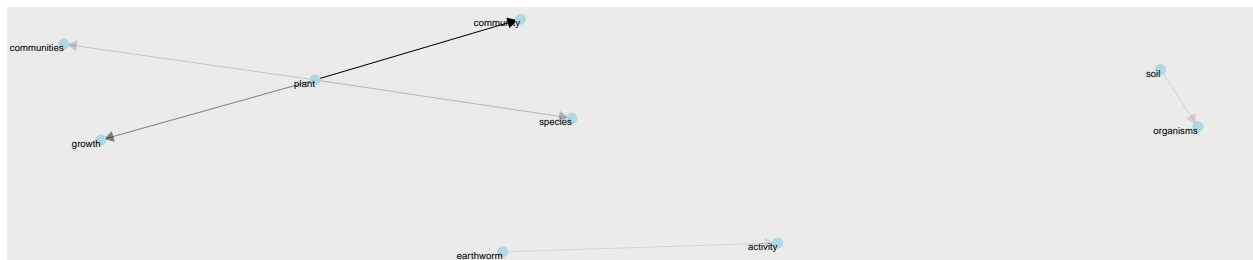 community
communities
soil
plant
species
organisms
growth
activity
earthworm